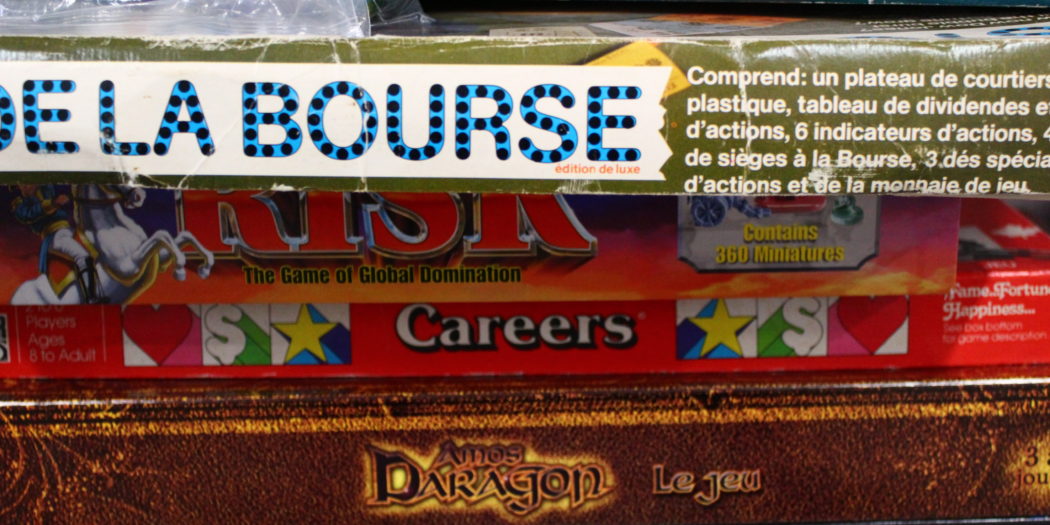 DE LA BOURSE
édition de luxe
Comprend: un plateau de courtiers
plastique, tableau de dividendes et
d'actions, 6 indicateurs d'actions, 4
de sièges à la Bourse, 3 dés spécia
d'actions et de la monnaie de jeu.
RISK
The Game of Global Domination
Contains
360 Miniatures
Players
Ages
8 to Adult
Careers
Fame..Fortune
Happiness...
See box bottom
for game description
Amos
Daragon
Le jeu
3
jou